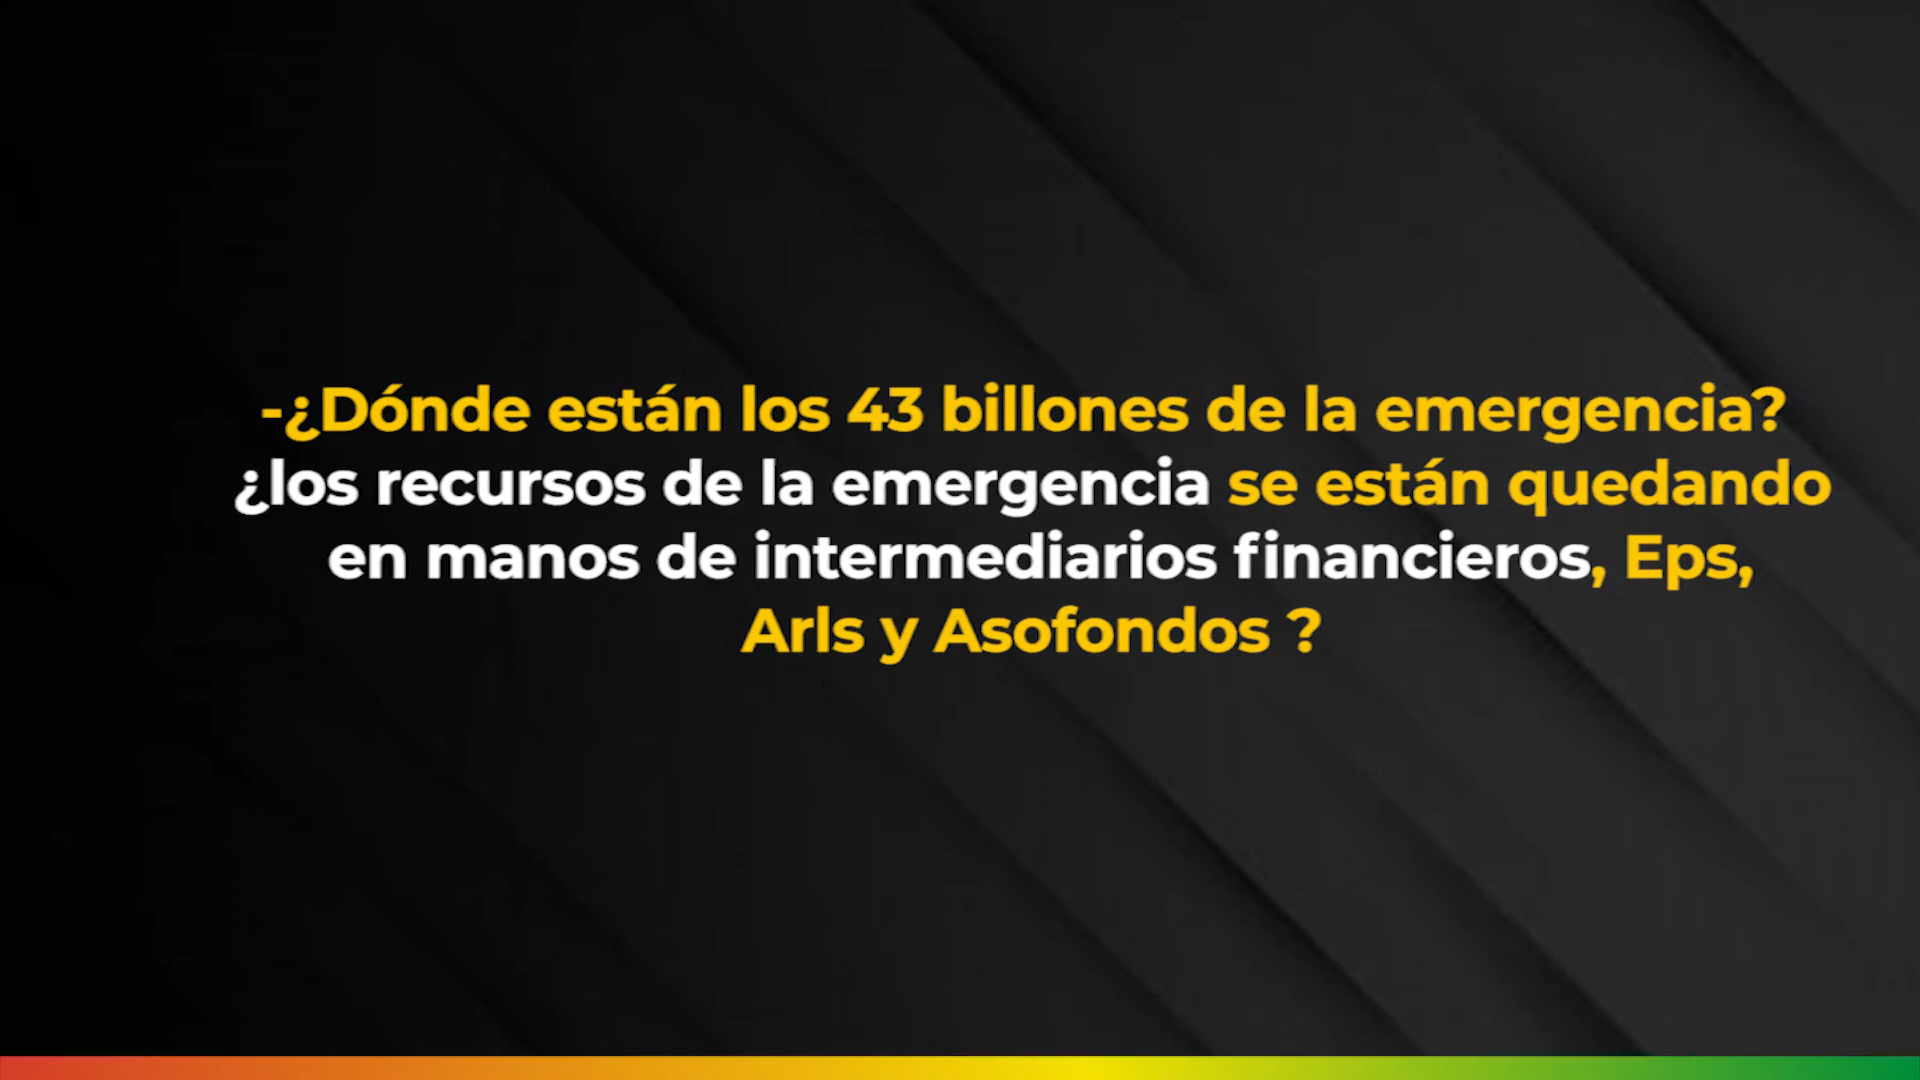 -¿Dónde están los 43 billones de la emergencia?
¿los recursos de la emergencia se están quedando
en manos de intermediarios financieros, Eps,
Arls y Asofondos ?